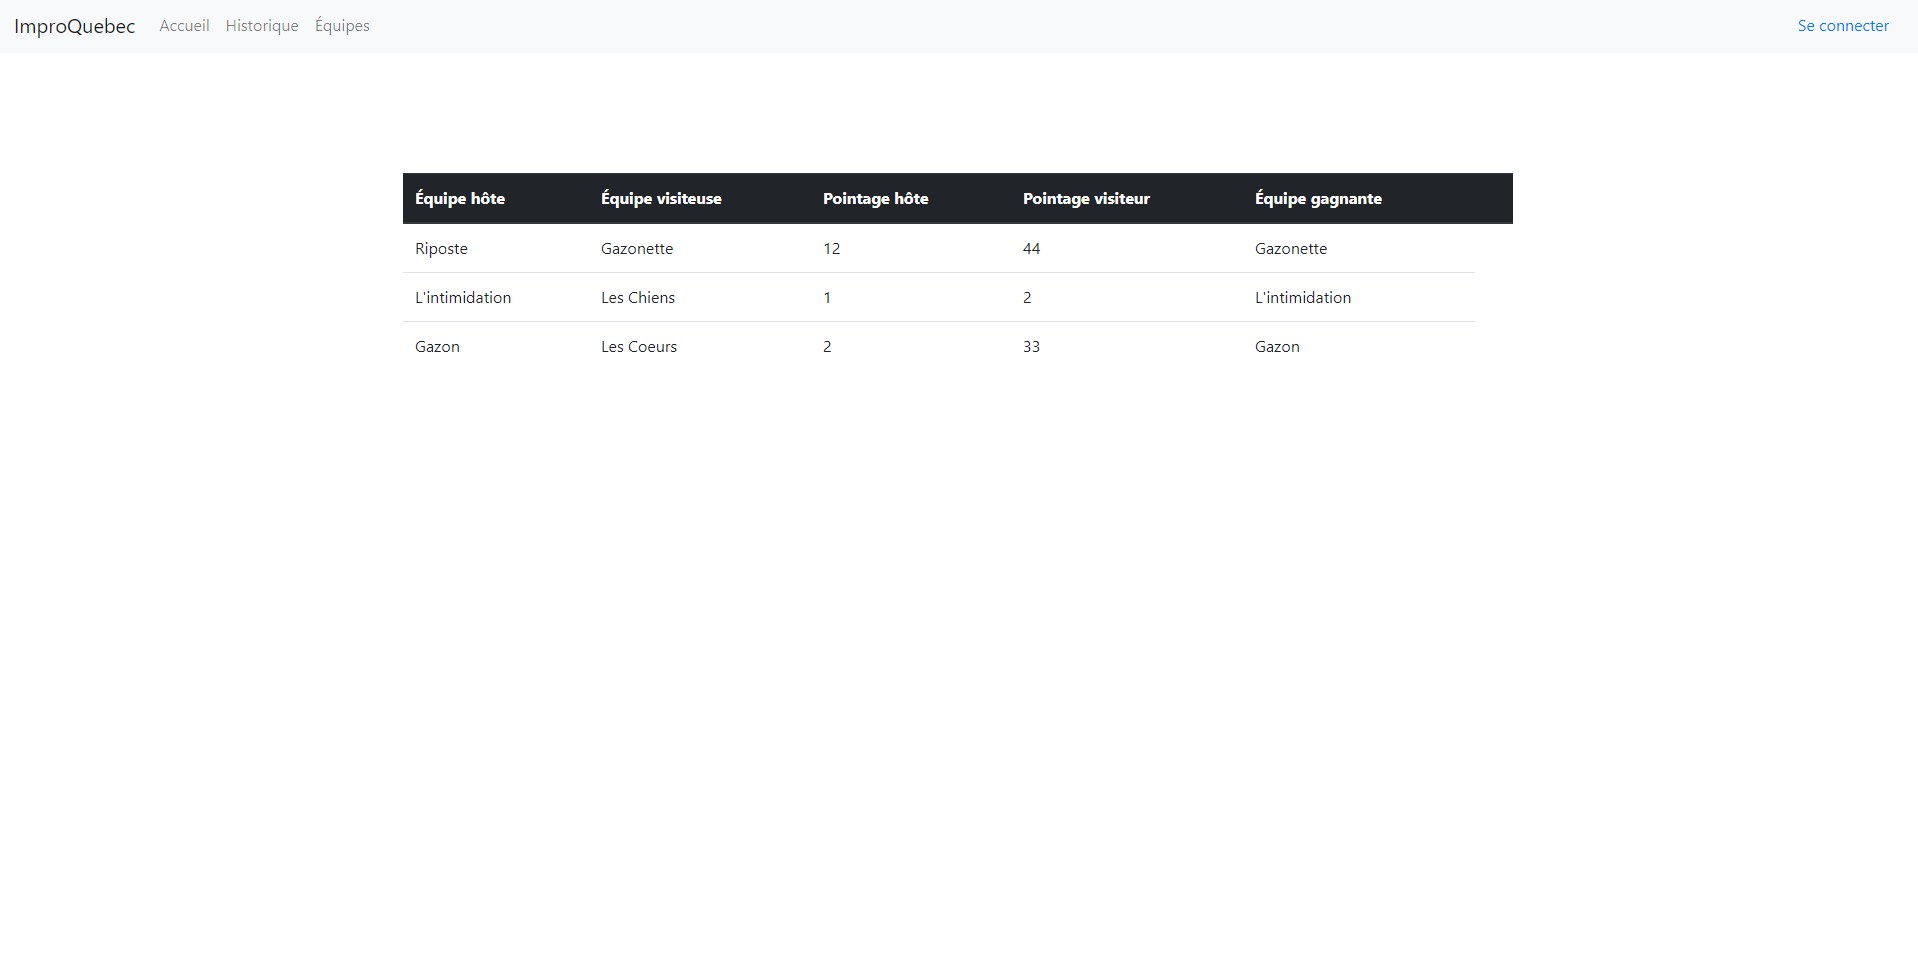 ImproQuebec Accueil Historique Équipes Se connecter
Équipe hôte Équipe visiteuse Pointage hôte Pointage visiteur Équipe gagnante
Riposte Gazonette 12 44 Gazonette
L'intimidation Les Chiens 1 2 L'intimidation
Gazon Les Coeurs 2 33 Gazon